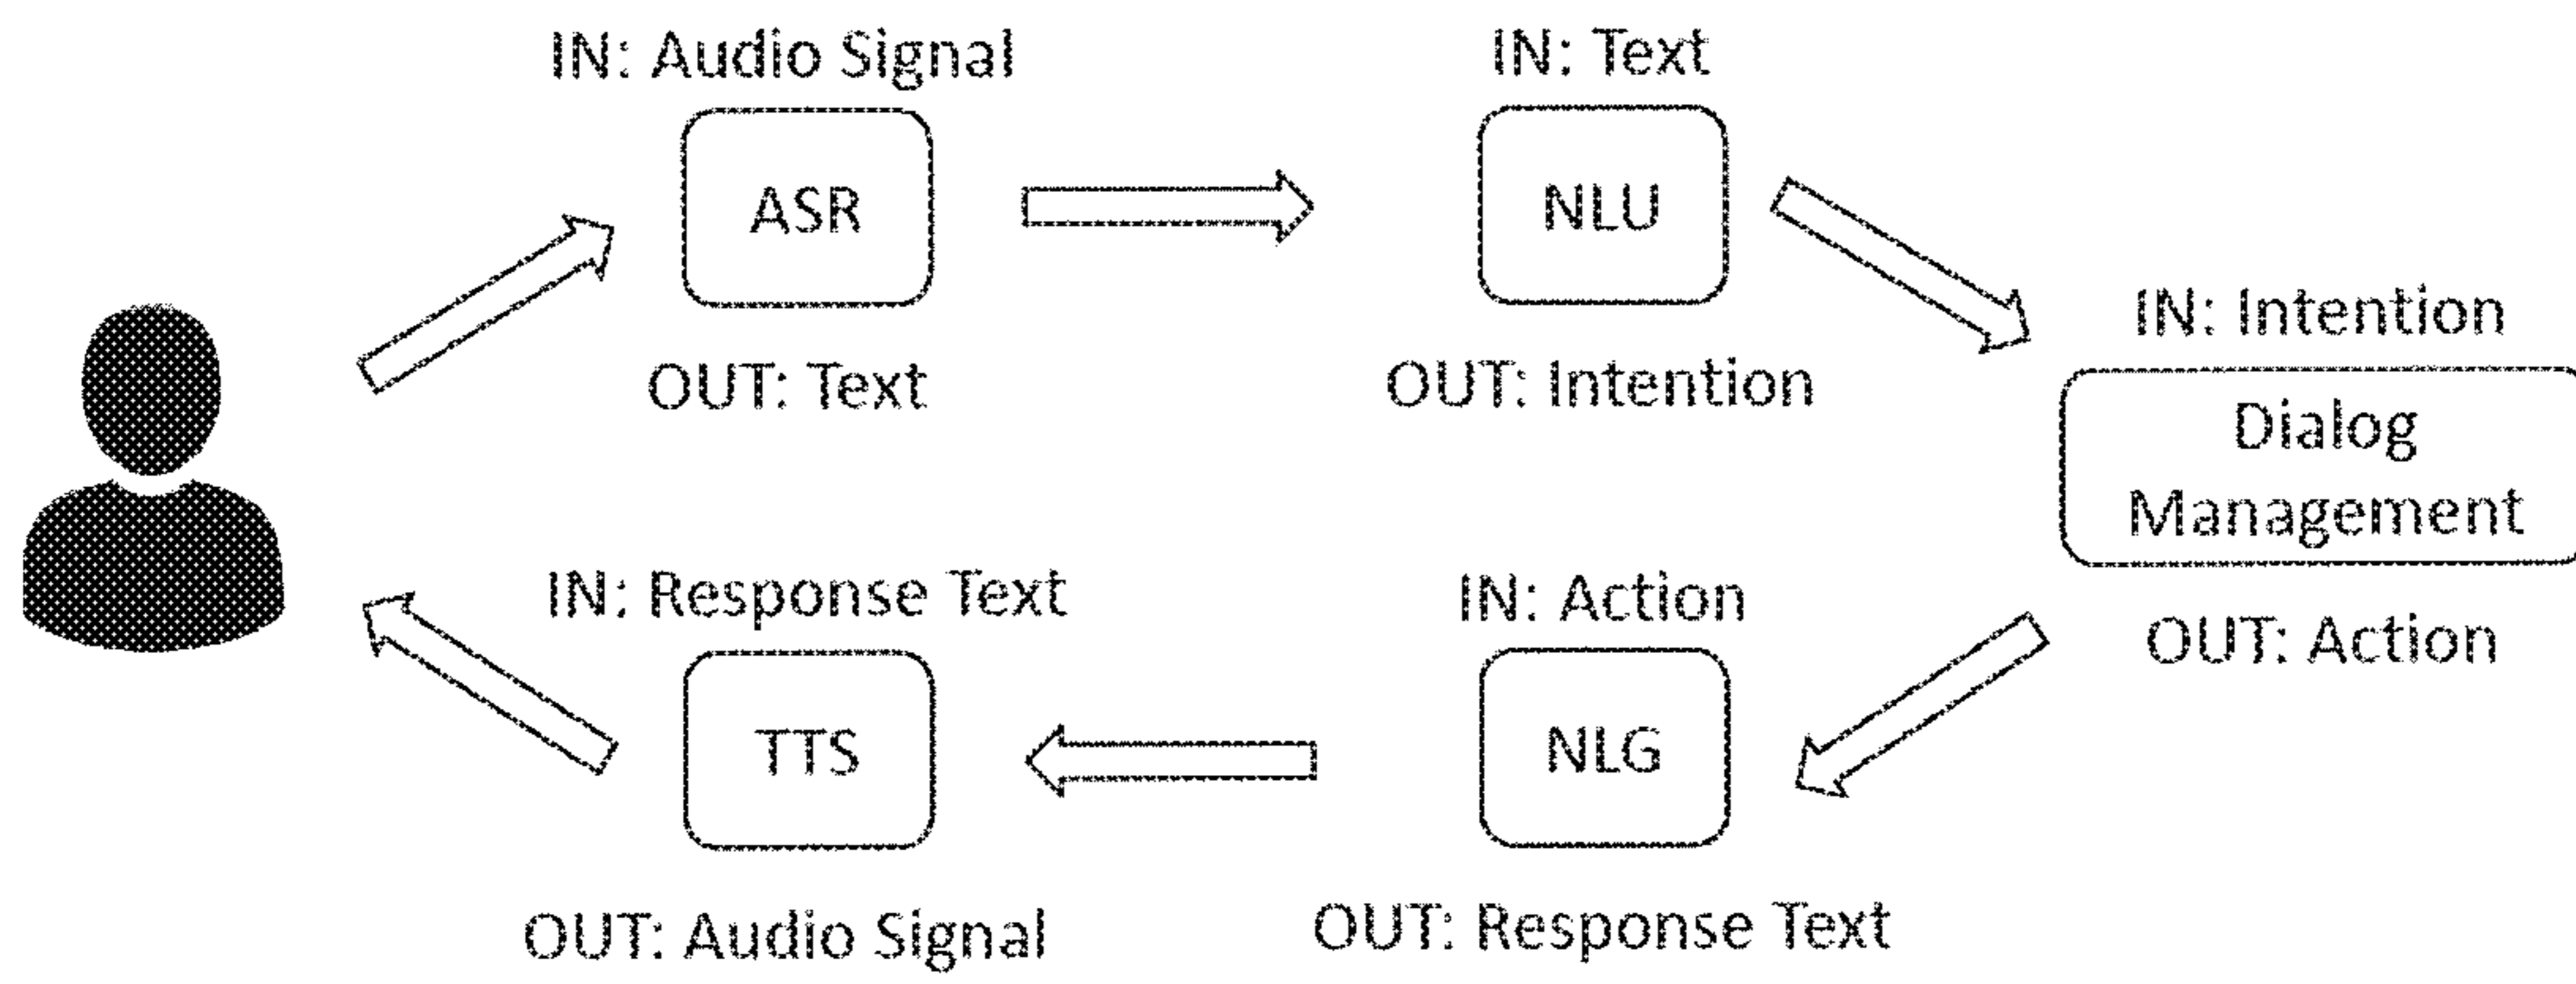 IN: Audio Signal
ASR
OUT: Text
IN: Text
NLU
OUT: Intention
IN: Intention
Dialog
Management
OUT: Action
IN: Action
NLG
OUT: Response Text
IN: Response Text
TTS
OUT: Audio Signal